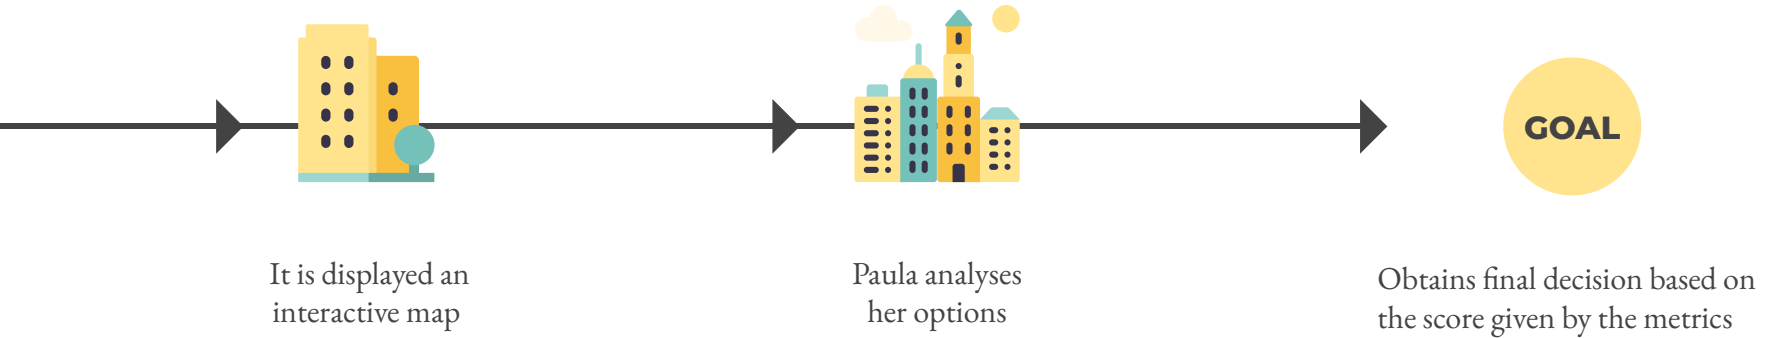 GOAL
It is displayed an
interactive map
Paula analyses
her options
Obtains final decision based on
the score given by the metrics